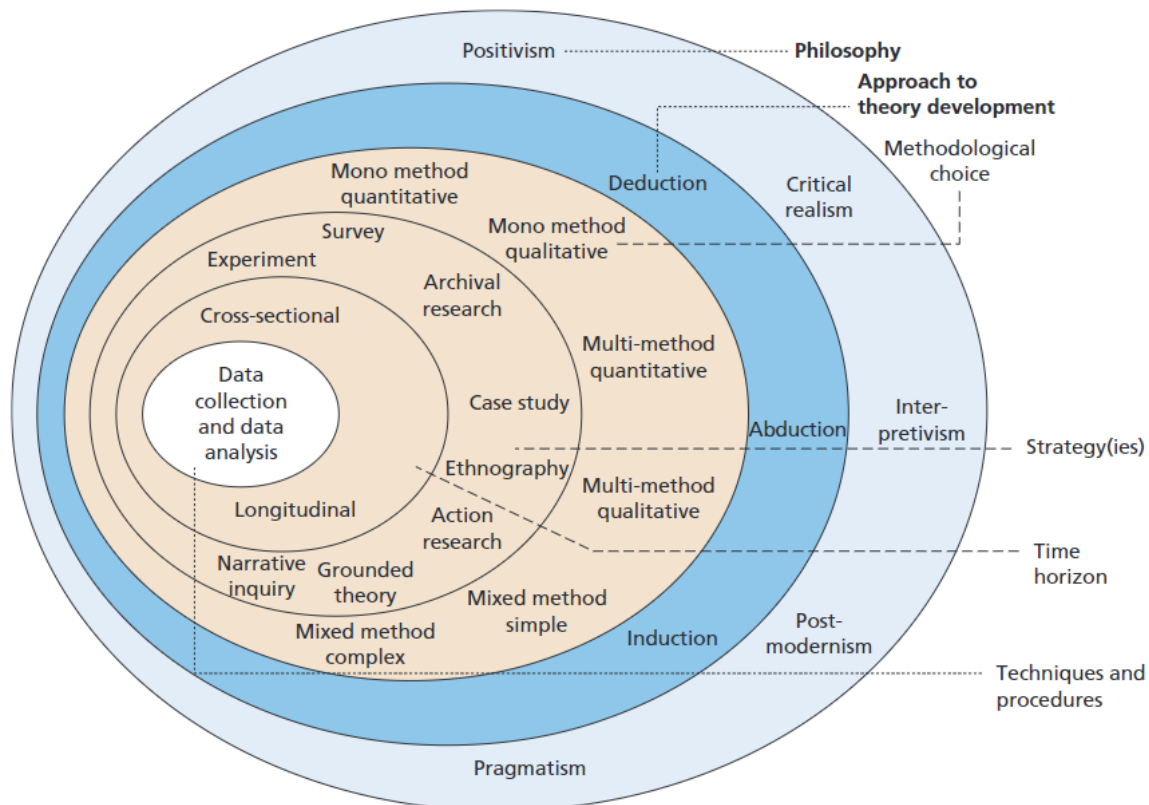 Positivism
Philosophy
Approach to
theory development
Methodological
choice
Mono method
quantitative
Deduction
Critical
realism
Survey
Mono method
qualitative
Experiment
Archival
research
Cross-sectional
Multi-method
quantitative
Data
collection
and data
analysis
Case study
Abduction
Inter-
pretivism
Strategy(ies)
Ethnography
Multi-method
qualitative
Longitudinal
Action
research
Time
horizon
Narrative
inquiry
Grounded
theory
Mixed method
simple
Mixed method
complex
Induction
Post-
modernism
Techniques and
procedures
Pragmatism